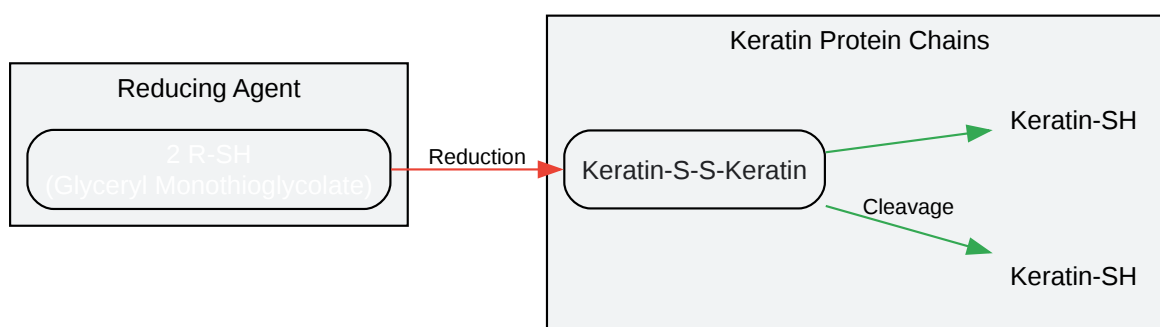 Keratin Protein Chains
Reducing Agent
2 R-SH
(Glyceryl Monothioglycolate)
Reduction
Keratin-S-S-Keratin
Keratin-SH
Cleavage
Keratin-SH